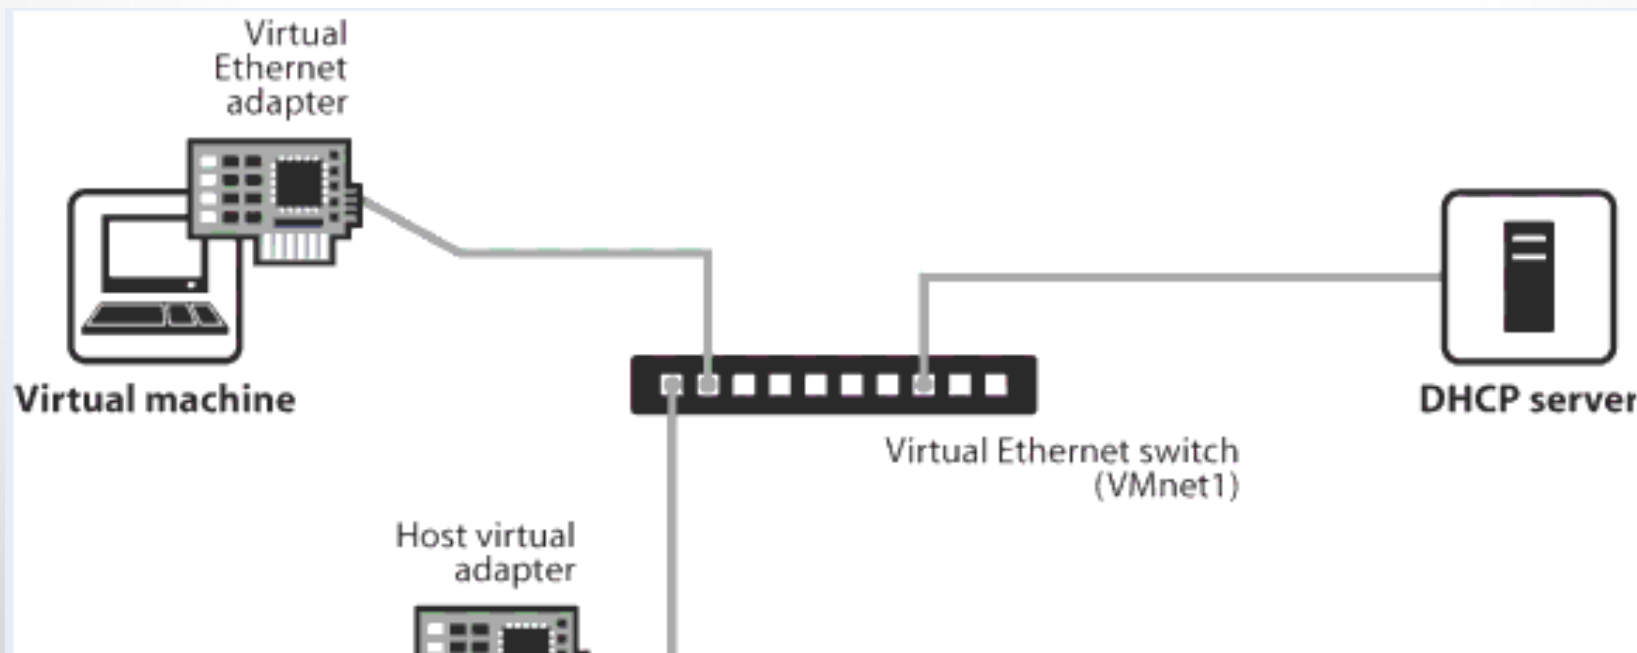 Virtual
Ethernet
adapter
Virtual machine
DHCP server
Virtual Ethernet switch
(VMnet1)
Host virtual
adapter